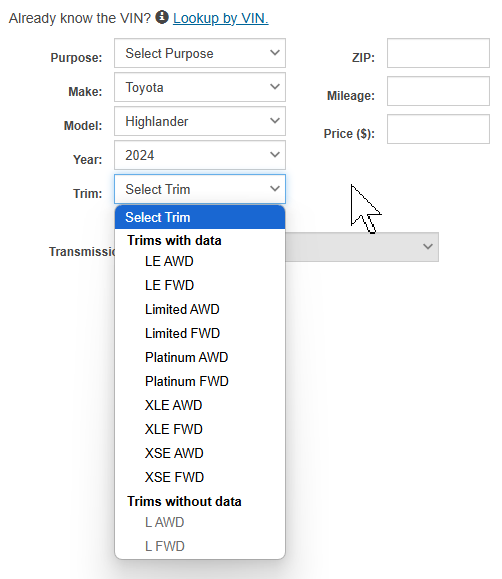 Already know the VIN? Lookup by VIN.
Purpose: Select Purpose ZIP:
Make: Toyota Mileage:
Model: Highlander Price ($):
Year: 2024
Trim: Select Trim
Select Trim
Trims with data
LE AWD
LE FWD
Limited AWD
Limited FWD
Platinum AWD
Platinum FWD
XLE AWD
XLE FWD
XSE AWD
XSE FWD
Trims without data
L AWD
L FWD
Transmissi